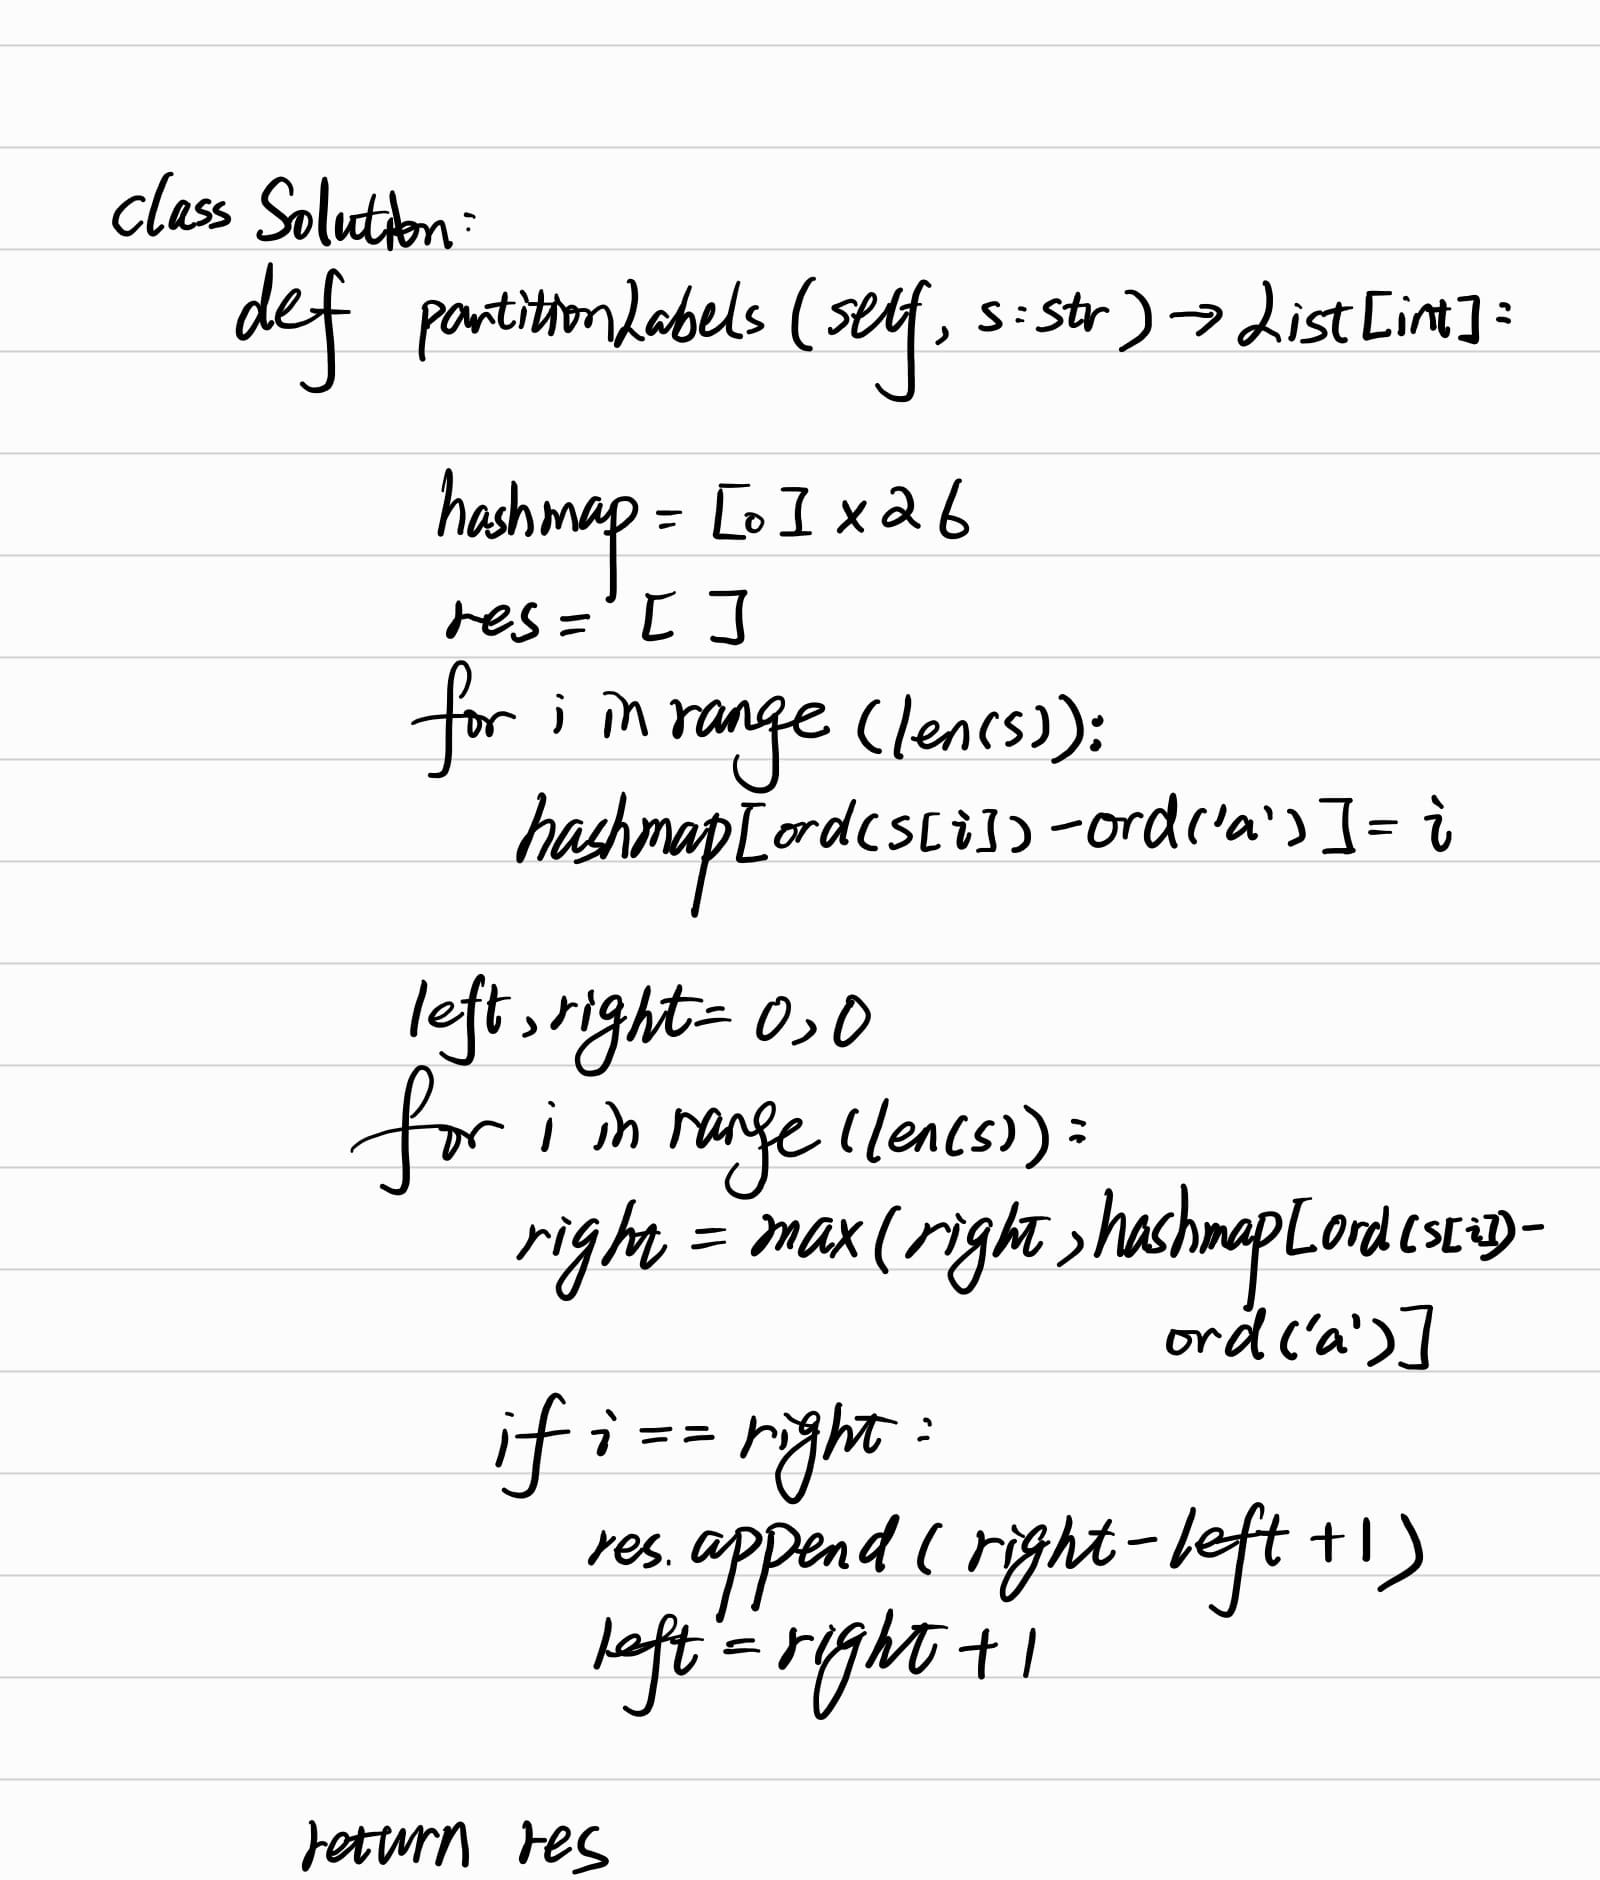 class Solution:
def partitionLabels (self, s: str) → List[int]:
hashmap = [0] × 26
res = [ ]
for i in range (len(s)):
hashmap[ord(s[i]) - ord('a')] = i
left, right = 0, 0
for i in range (len(s)):
right = max(right, hashmap[ord(s[i]) -
ord('a')]
if i == right:
res. append (right - left + 1)
left = right + 1
return res